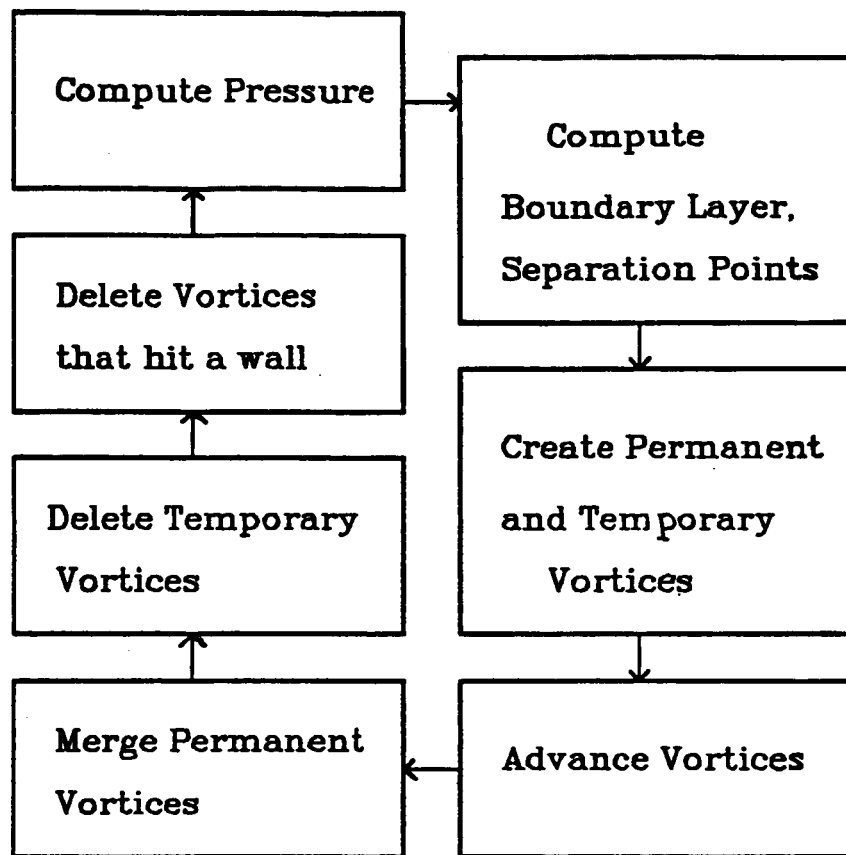 Compute Pressure
Compute
Boundary Layer,
Separation Points
Delete Vortices
that hit a wall
Create Permanent
and Temporary
Vortices
Delete Temporary
Vortices
Merge Permanent
Vortices
Advance Vortices